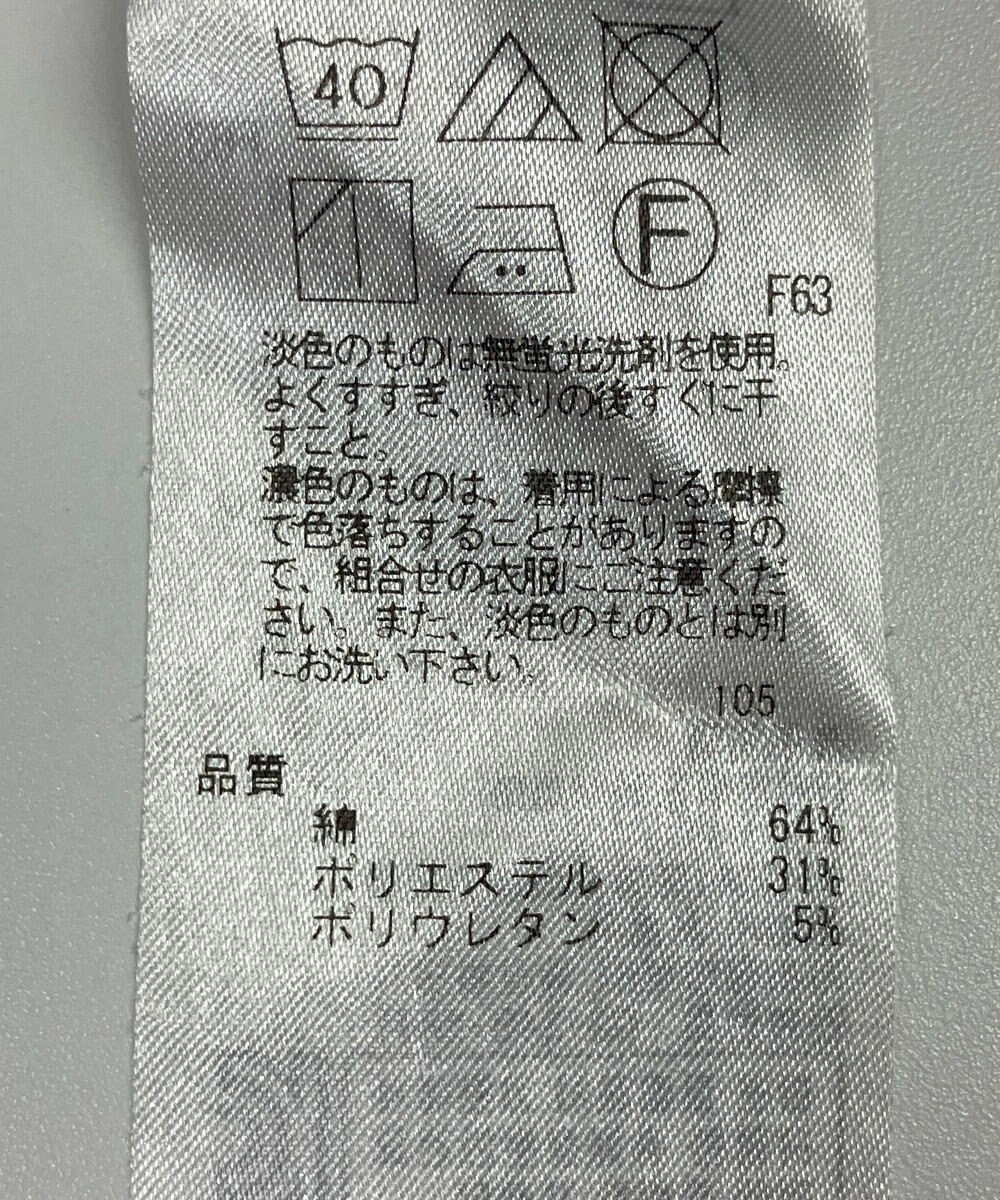 40
F
F63
淡色のものは無蛍光洗剤を使用。
よくすすぎ、絞りの後すぐに干
すこと。
濃色のものは、着用による摩擦
で色落ちすることがありますの
で、組合せの衣服にご注意くだ
さい。また、淡色のものとは別
にお洗い下さい。
105
品質
綿 64%
ポリエステル 31%
ポリウレタン 5%